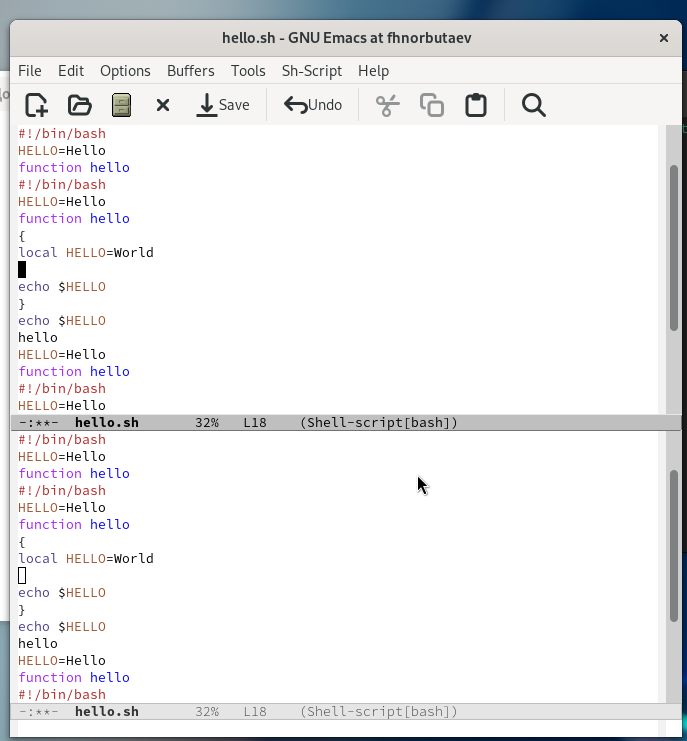 hello.sh - GNU Emacs at fhnorbutaev
File Edit Options Buffers Tools Sh-Script Help
Save Undo
#!/bin/bash
HELLO=Hello
function hello
#!/bin/bash
HELLO=Hello
function hello
{
local HELLO=World
echo $HELLO
}
echo $HELLO
hello
HELLO=Hello
function hello
#!/bin/bash
HELLO=Hello
-:**- hello.sh 32% L18 (Shell-script[bash])
#!/bin/bash
HELLO=Hello
function hello
#!/bin/bash
HELLO=Hello
function hello
{
local HELLO=World
echo $HELLO
}
echo $HELLO
hello
HELLO=Hello
function hello
#!/bin/bash
-:**- hello.sh 32% L18 (Shell-script[bash])